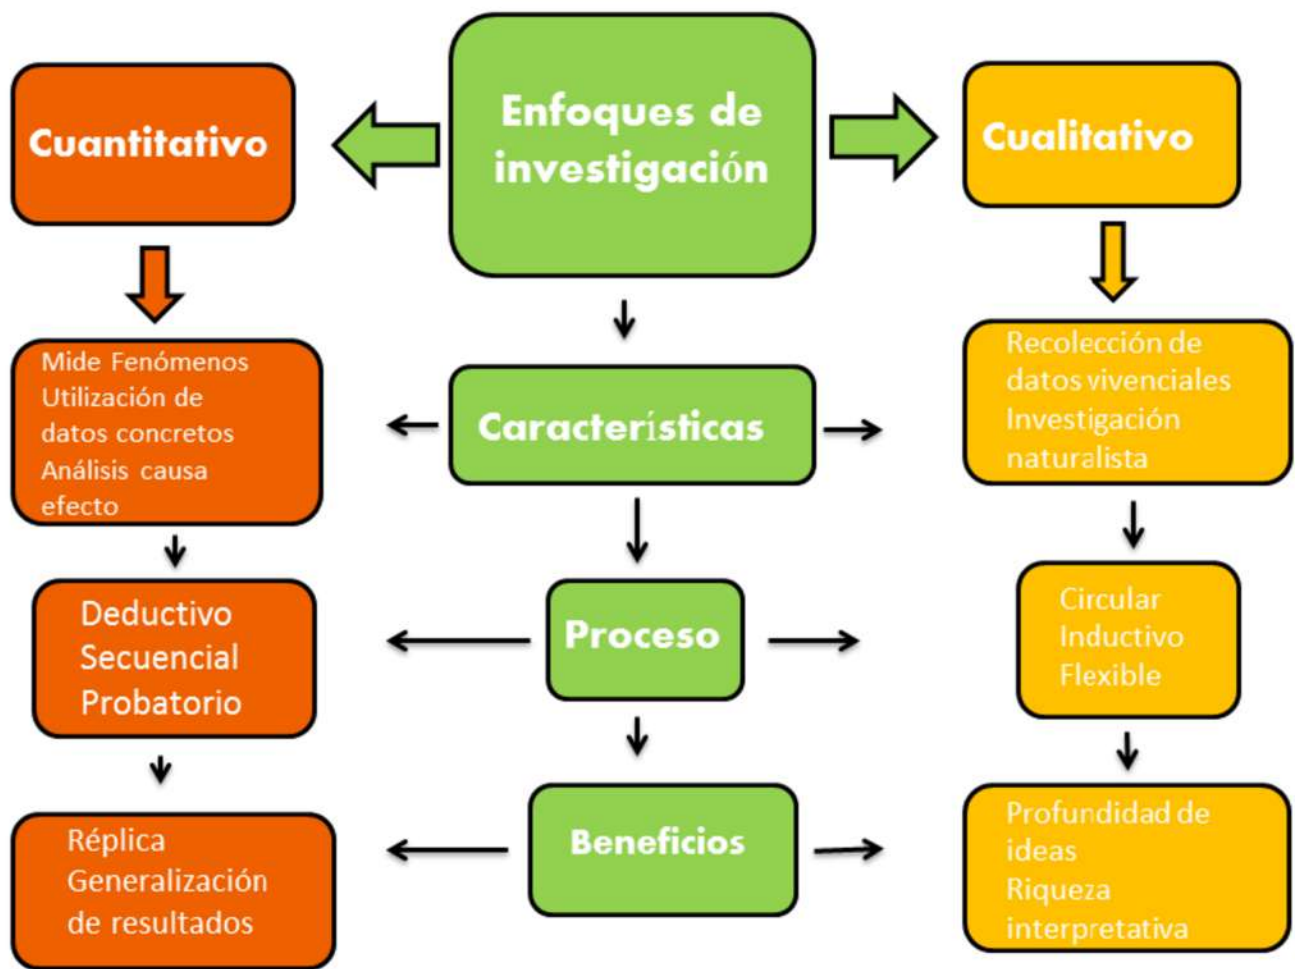 Enfoques de
investigación
Cuantitativo
Cualitativo
Características
Mide Fenómenos
Utilización de
datos concretos
Análisis causa
efecto
Recolección de
datos vivenciales
Investigación
naturalista
Proceso
Deductivo
Secuencial
Probatorio
Circular
Inductivo
Flexible
Beneficios
Réplica
Generalización
de resultados
Profundidad de
ideas
Riqueza
interpretativa